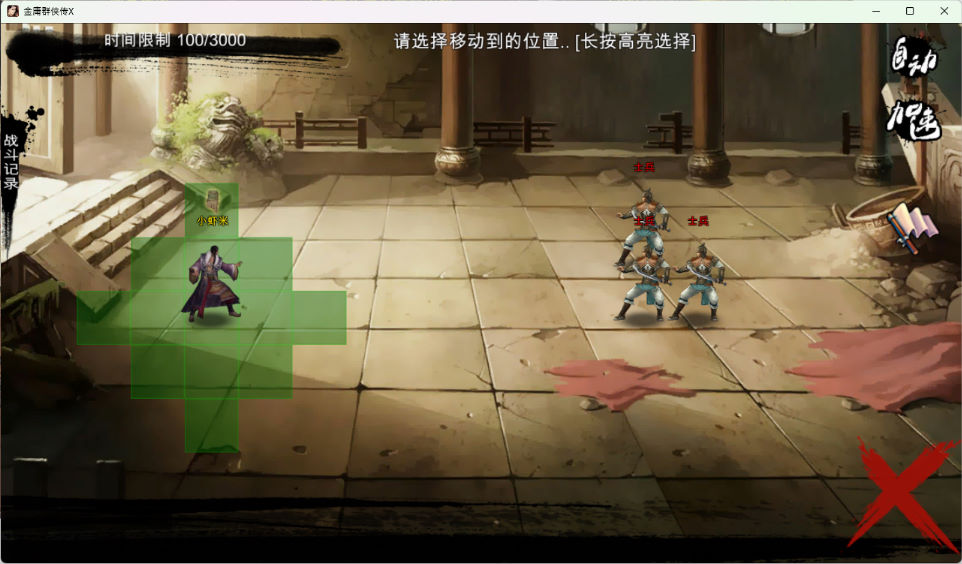 金庸群侠传X
时间限制 100/3000
请选择移动到的位置.. [长按高亮选择]
自动
加速
战斗记录
士兵
小虾米
士兵
士兵